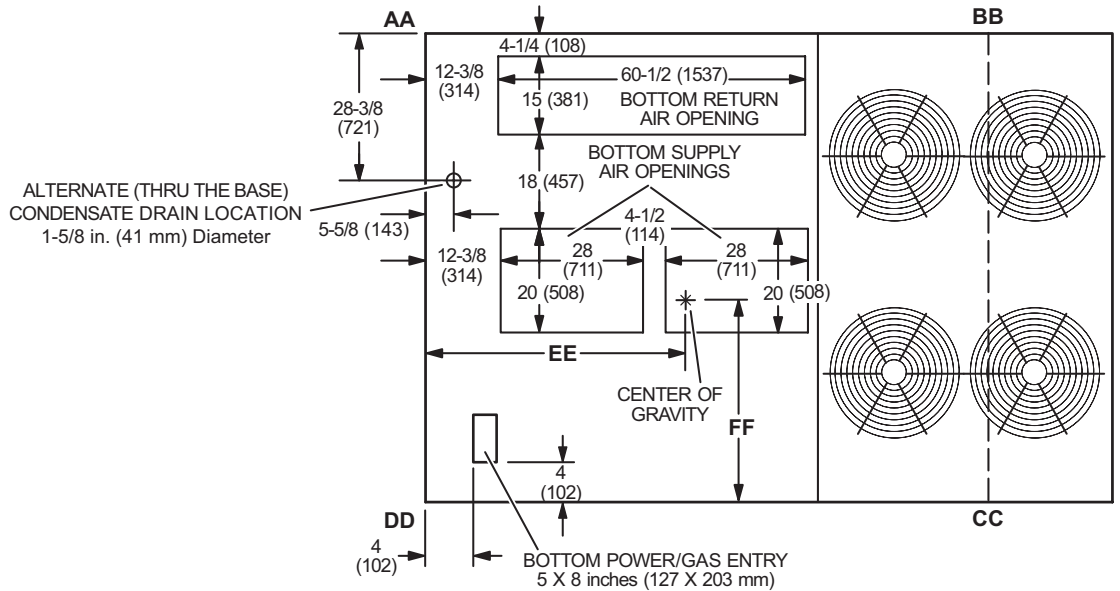 AA
BB
4-1/4 (108)
12-3/8
(314)
60-1/2 (1537)
28-3/8
(721)
15 (381)
BOTTOM RETURN
AIR OPENING
BOTTOM SUPPLY
AIR OPENINGS
18 (457)
ALTERNATE (THRU THE BASE)
CONDENSATE DRAIN LOCATION
1-5/8 in. (41 mm) Diameter
5-5/8 (143)
4-1/2
(114)
12-3/8
(314)
28
(711)
28
(711)
20 (508)
20 (508)
EE
CENTER OF
GRAVITY
FF
4
(102)
DD
CC
4
(102)
BOTTOM POWER/GAS ENTRY
5 X 8 inches (127 X 203 mm)